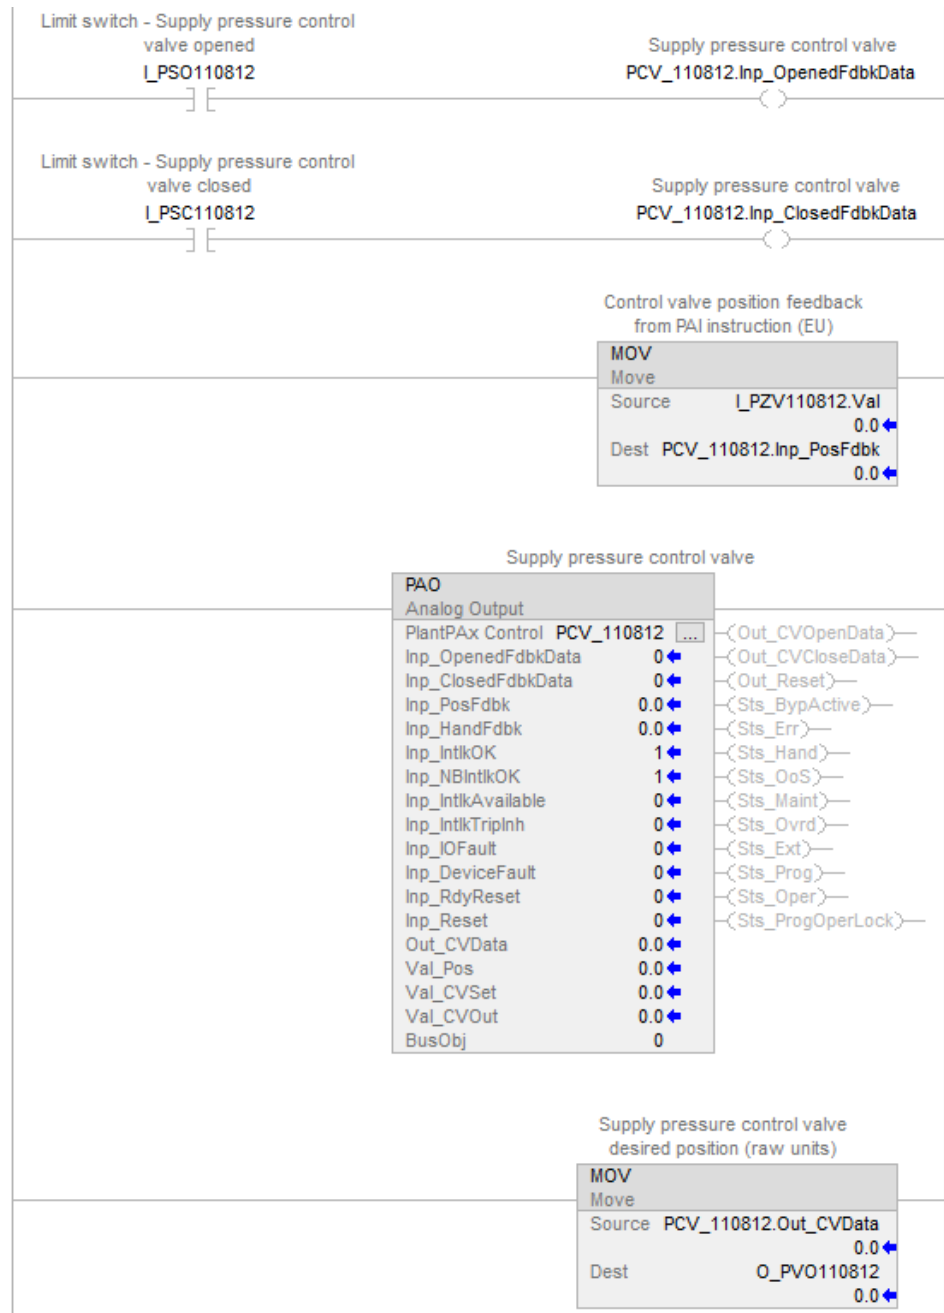 Limit switch - Supply pressure control
valve opened
I_PSO110812
Supply pressure control valve
PCV_110812.Inp_OpenedFdbkData
Limit switch - Supply pressure control
valve closed
I_PSC110812
Supply pressure control valve
PCV_110812.Inp_ClosedFdbkData
Control valve position feedback
from PAI instruction (EU)
MOV
Move
Source I_PZV110812.Val
0.0
Dest PCV_110812.Inp_PosFdbk
0.0
Supply pressure control valve
PAO
Analog Output
PlantPAx Control PCV_110812 ... Out_CVOpenData
Inp_OpenedFdbkData 0 Out_CVCloseData
Inp_ClosedFdbkData 0 Out_Reset
Inp_PosFdbk 0.0 Sts_BypActive
Inp_HandFdbk 0.0 Sts_Err
Inp_IntlkOK 1 Sts_Hand
Inp_NBIntlkOK 1 Sts_OoS
Inp_IntlkAvailable 0 Sts_Maint
Inp_IntlkTripInh 0 Sts_Ovrd
Inp_IOFault 0 Sts_Ext
Inp_DeviceFault 0 Sts_Prog
Inp_RdyReset 0 Sts_Oper
Inp_Reset 0 Sts_ProgOperLock
Out_CVData 0.0
Val_Pos 0.0
Val_CVSet 0.0
Val_CVOut 0.0
BusObj 0
Supply pressure control valve
desired position (raw units)
MOV
Move
Source PCV_110812.Out_CVData
0.0
Dest O_PVO110812
0.0